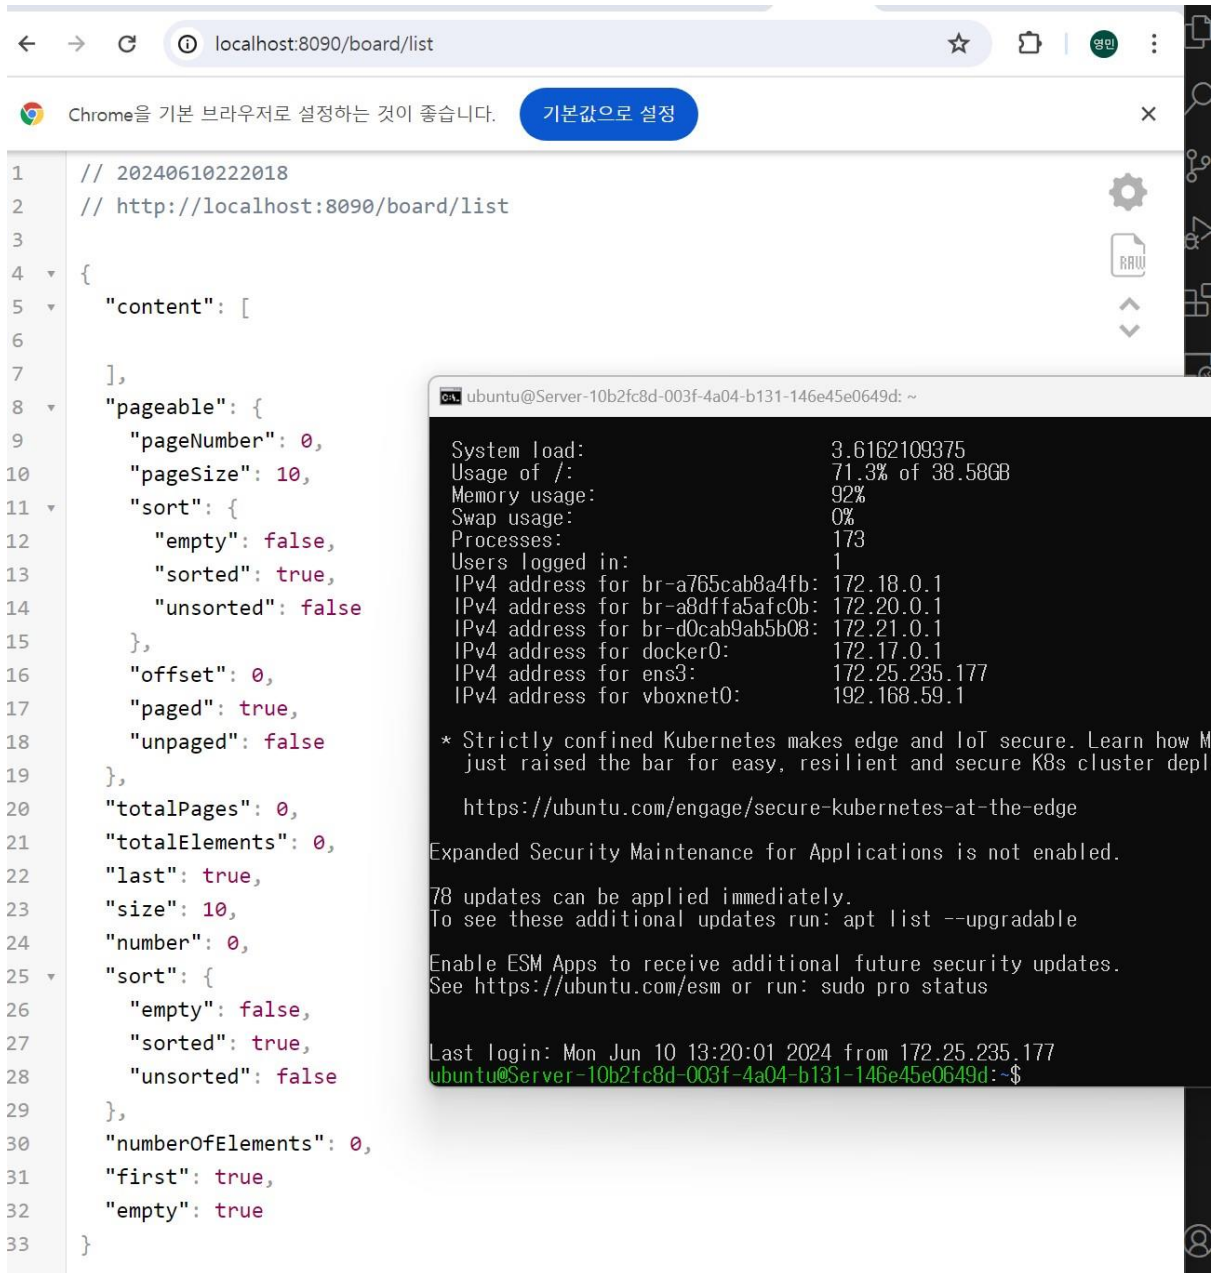 localhost:8090/board/list
영민
Chrome을 기본 브라우저로 설정하는 것이 좋습니다. 기본값으로 설정
1 // 20240610222018
2 // http://localhost:8090/board/list
3
4 {
5 "content": [
6
7 ],
8 "pageable": {
9 "pageNumber": 0,
10 "pageSize": 10,
11 "sort": {
12 "empty": false,
13 "sorted": true,
14 "unsorted": false
15 },
16 "offset": 0,
17 "paged": true,
18 "unpaged": false
19 },
20 "totalPages": 0,
21 "totalElements": 0,
22 "last": true,
23 "size": 10,
24 "number": 0,
25 "sort": {
26 "empty": false,
27 "sorted": true,
28 "unsorted": false
29 },
30 "numberOfElements": 0,
31 "first": true,
32 "empty": true
33 }
RAW
ubuntu@Server-10b2fc8d-003f-4a04-b131-146e45e0649d: ~
System load: 3.6162109375
Usage of /: 71.3% of 38.58GB
Memory usage: 92%
Swap usage: 0%
Processes: 173
Users logged in: 1
IPv4 address for br-a765cab8a4fb: 172.18.0.1
IPv4 address for br-a8dffa5afc0b: 172.20.0.1
IPv4 address for br-d0cab9ab5b08: 172.21.0.1
IPv4 address for docker0: 172.17.0.1
IPv4 address for ens3: 172.25.235.177
IPv4 address for vboxnet0: 192.168.59.1
* Strictly confined Kubernetes makes edge and IoT secure. Learn how M
just raised the bar for easy, resilient and secure K8s cluster depl
https://ubuntu.com/engage/secure-kubernetes-at-the-edge
Expanded Security Maintenance for Applications is not enabled.
78 updates can be applied immediately.
To see these additional updates run: apt list --upgradable
Enable ESM Apps to receive additional future security updates.
See https://ubuntu.com/esm or run: sudo pro status
Last login: Mon Jun 10 13:20:01 2024 from 172.25.235.177
ubuntu@Server-10b2fc8d-003f-4a04-b131-146e45e0649d:~$